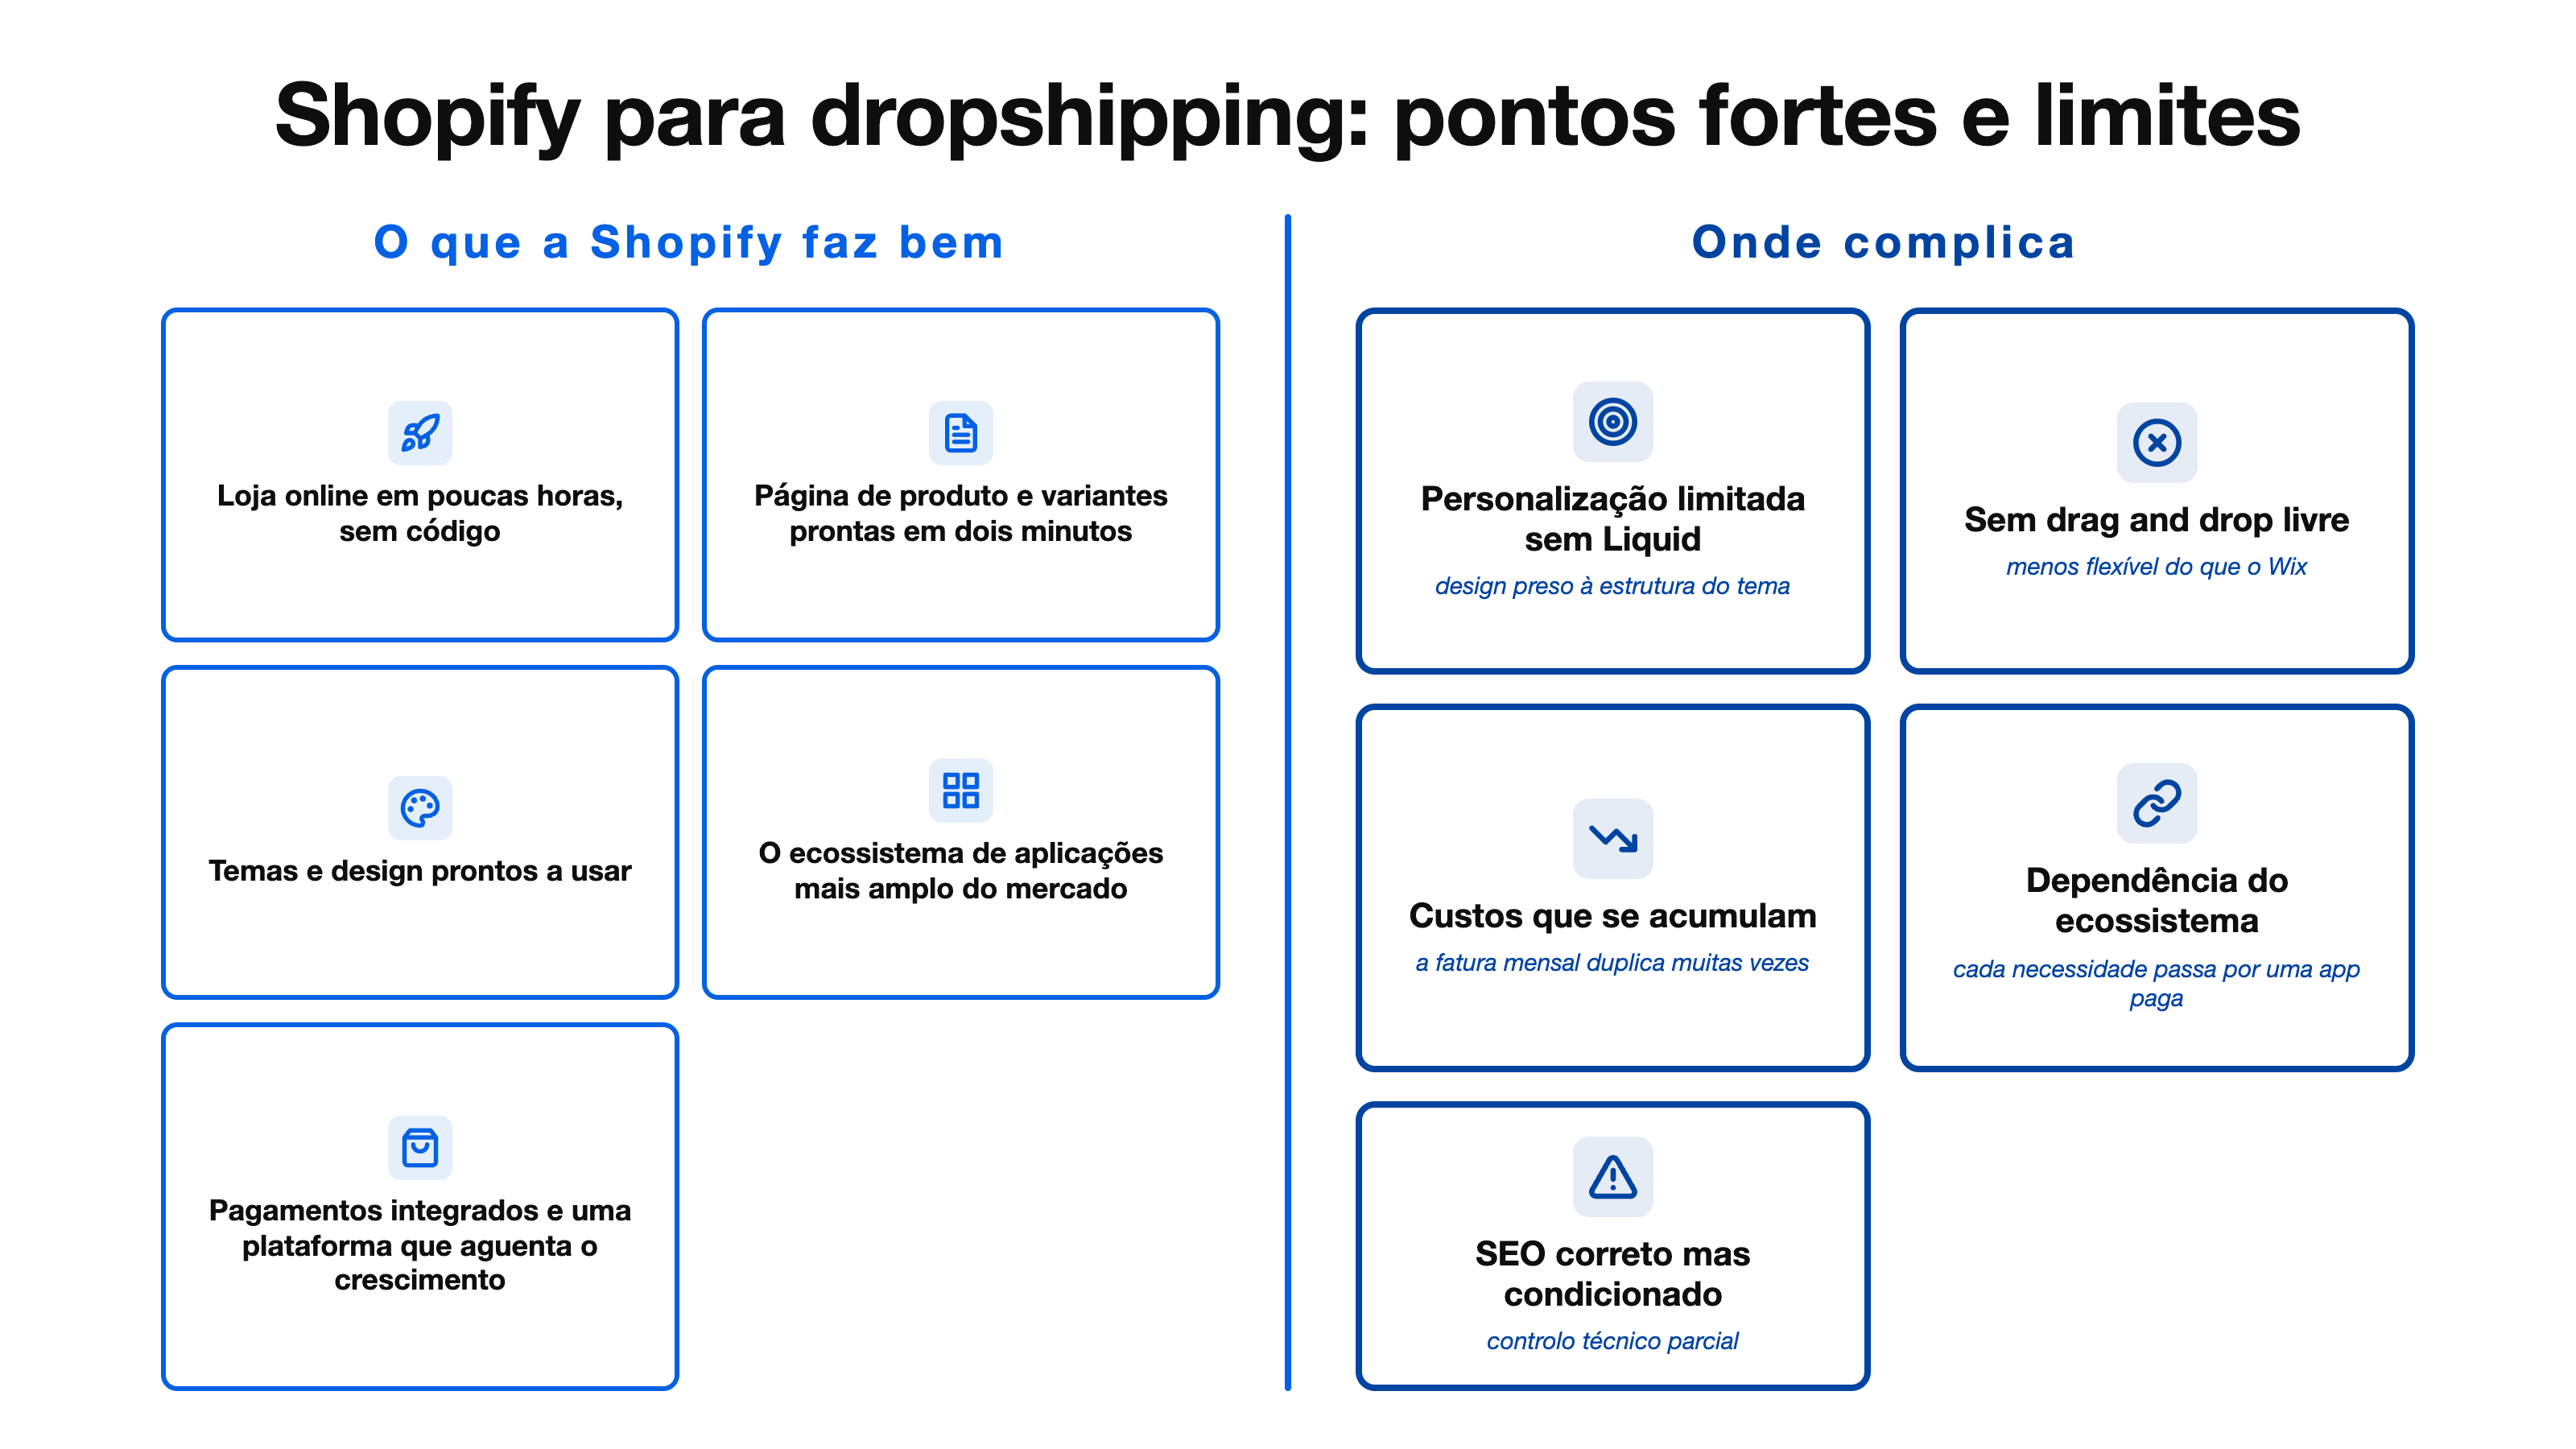 Shopify para dropshipping: pontos fortes e limites
O que a Shopify faz bem
Loja online em poucas horas,
sem código
Página de produto e variantes
prontas em dois minutos
Temas e design prontos a usar
O ecossistema de aplicações
mais amplo do mercado
Pagamentos integrados e uma
plataforma que aguenta o
crescimento
Onde complica
Personalização limitada
sem Liquid
design preso à estrutura do tema
Sem drag and drop livre
menos flexível do que o Wix
Custos que se acumulam
a fatura mensal duplica muitas vezes
Dependência do
ecossistema
cada necessidade passa por uma app
paga
SEO correto mas
condicionado
controlo técnico parcial